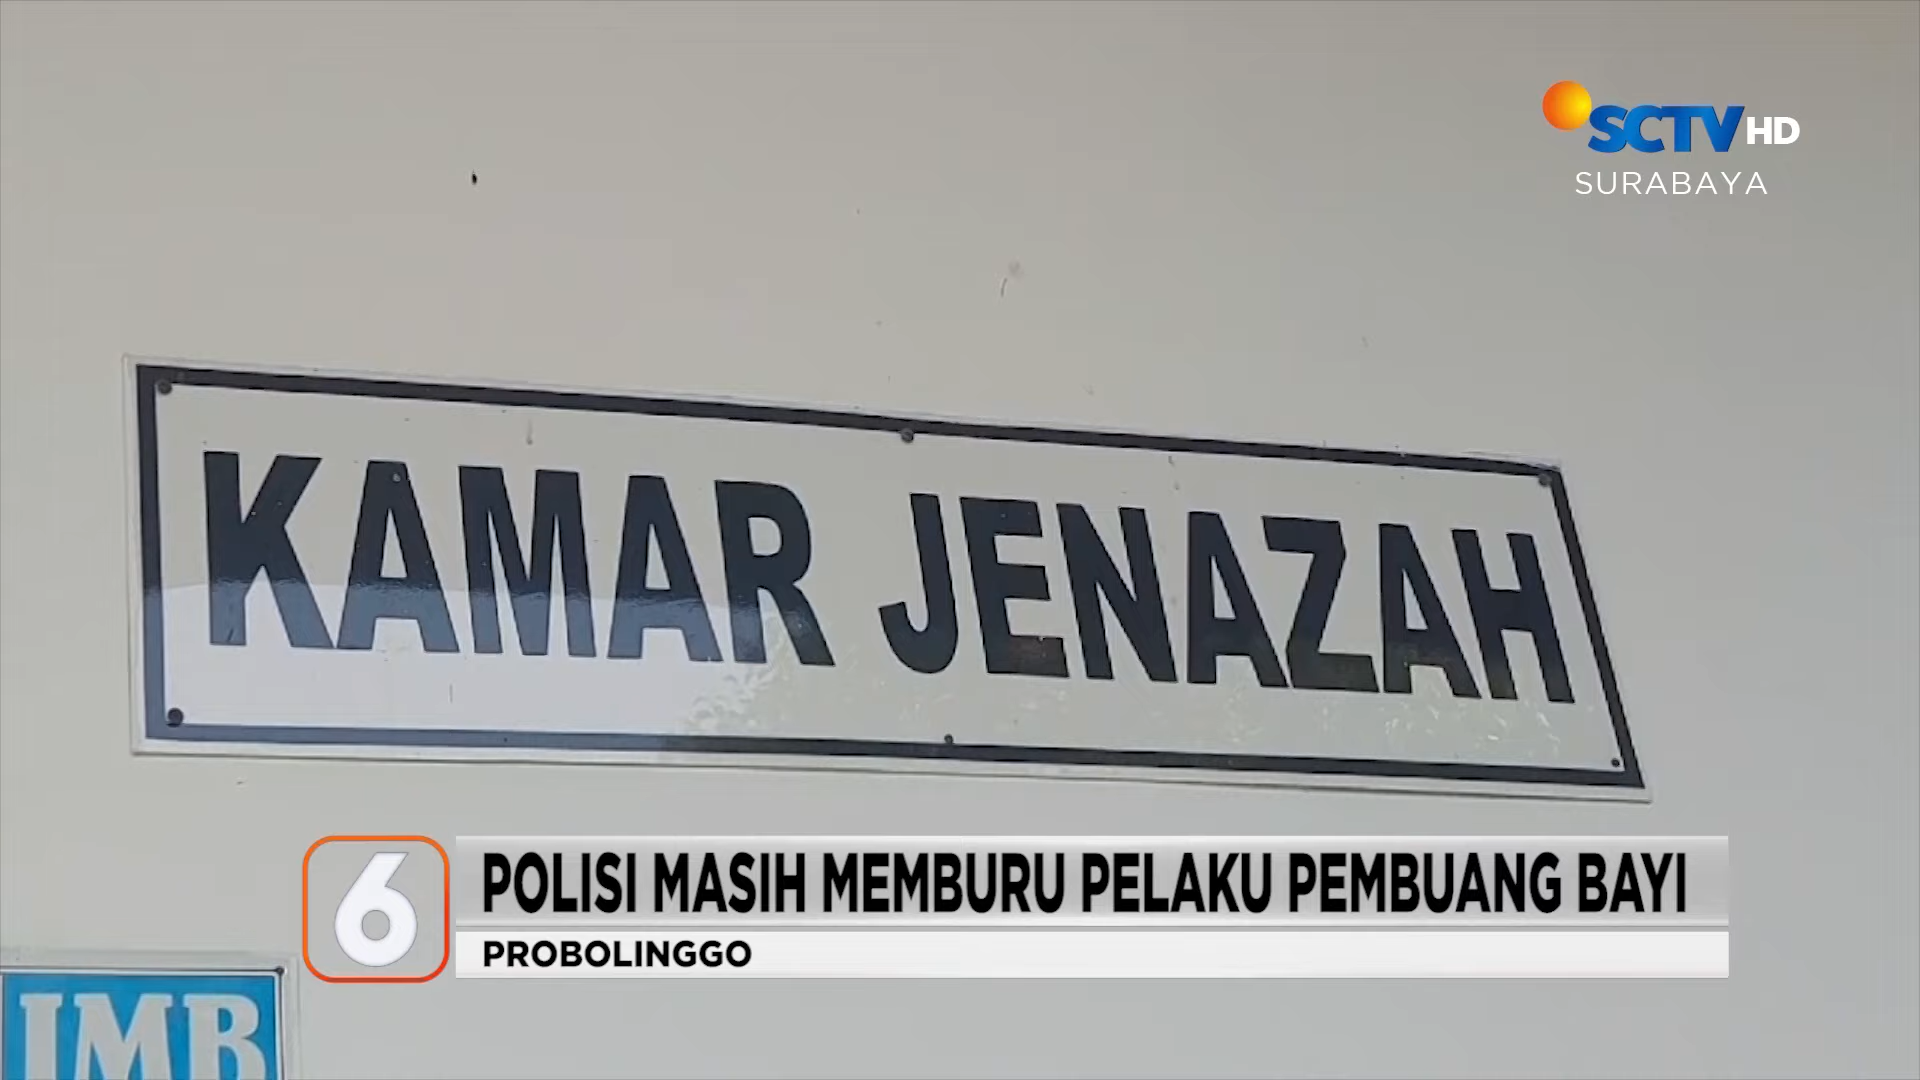 SCTV HD
SURABAYA
KAMAR JENAZAH
6
POLISI MASIH MEMBURU PELAKU PEMBUANG BAYI
PROBOLINGGO
IMB